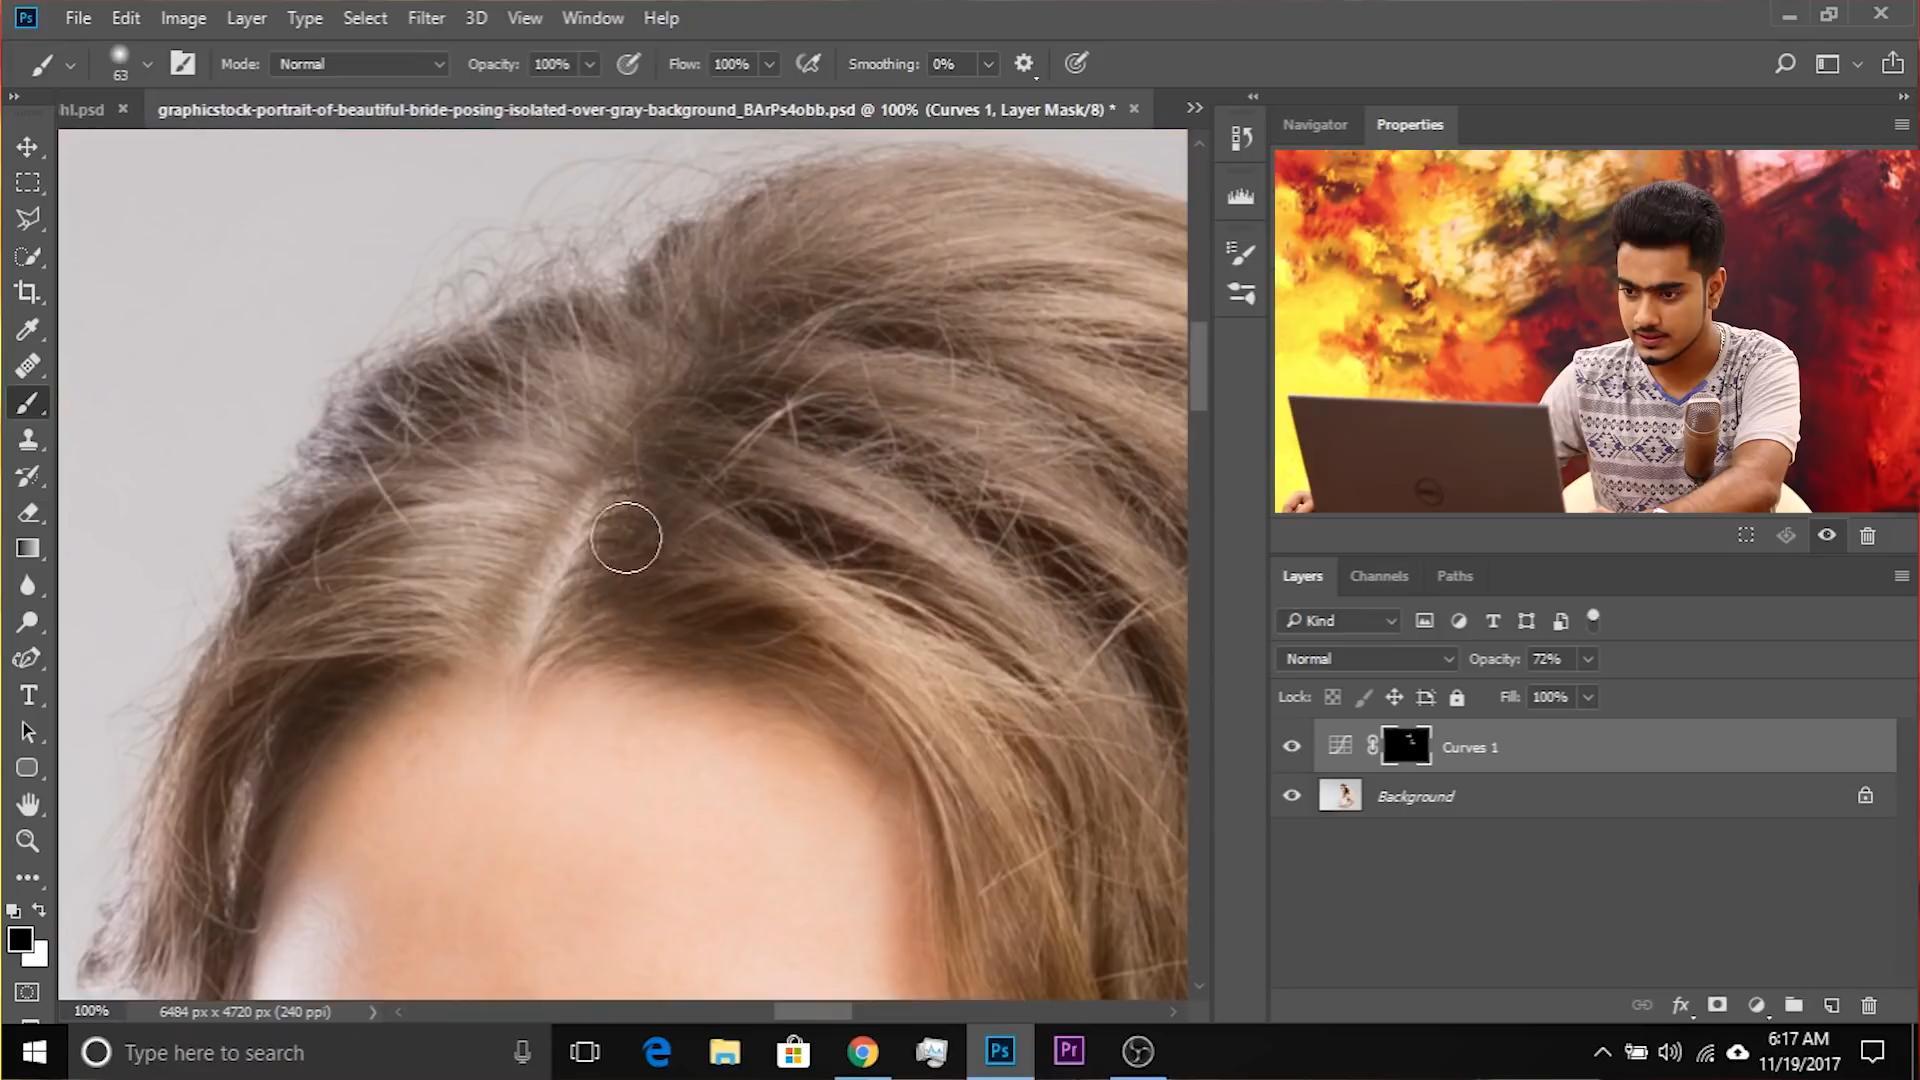 Ps File Edit Image Layer Type Select Filter 3D View Window Help
63 Mode: Normal Opacity: 100% Flow: 100% Smoothing: 0%
hl.psd × graphicstock-portrait-of-beautiful-bride-posing-isolated-over-gray-background_BArPs4obb.psd @ 100% (Curves 1, Layer Mask/8) * ×
Navigator Properties
DELL
Layers Channels Paths
Kind
Normal Opacity: 72%
Lock: Fill: 100%
Curves 1
Background
fx
100% 6484 px x 4720 px (240 ppi)
Type here to search
Ps Pr
6:17 AM
11/19/2017